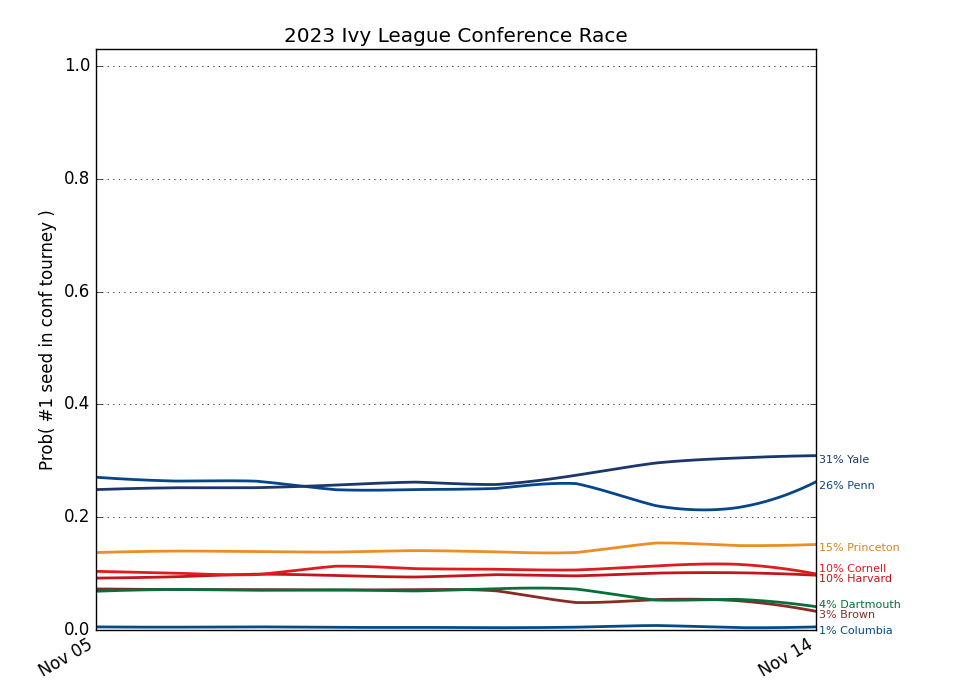 2023 Ivy League Conference Race
Prob( #1 seed in conf tourney )
1.0
0.8
0.6
0.4
0.2
0.0
Nov 05
Nov 14
31% Yale
26% Penn
15% Princeton
10% Cornell
10% Harvard
4% Dartmouth
3% Brown
1% Columbia